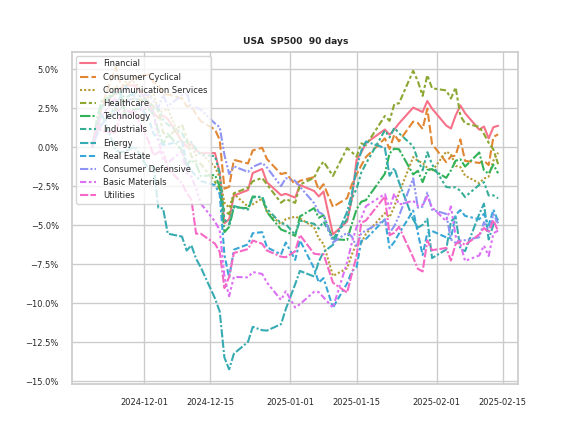 USA  SP500  90 days
5.0%
2.5%
0.0%
−2.5%
−5.0%
−7.5%
−10.0%
−12.5%
−15.0%
Financial
Consumer Cyclical
Communication Services
Healthcare
Technology
Industrials
Energy
Real Estate
Consumer Defensive
Basic Materials
Utilities
2024-12-01
2024-12-15
2025-01-01
2025-01-15
2025-02-01
2025-02-15